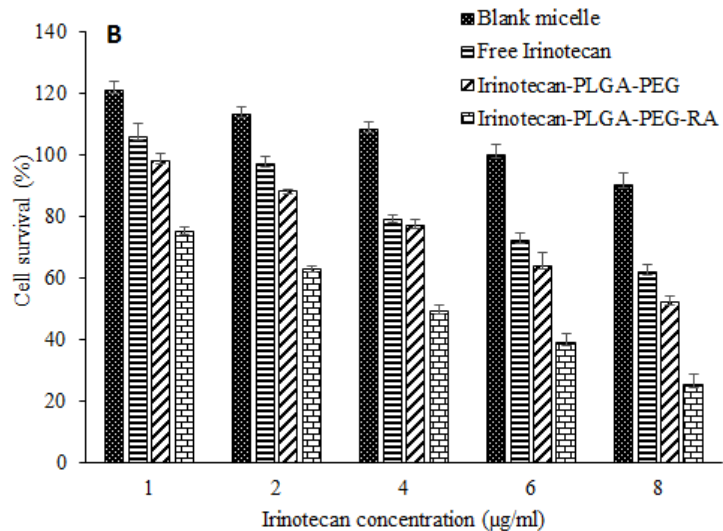 B
Blank micelle
Free Irinotecan
Irinotecan-PLGA-PEG
Irinotecan-PLGA-PEG-RA
Cell survival (%)
140
120
100
80
60
40
20
0
1 2 4 6 8
Irinotecan concentration (µg/ml)